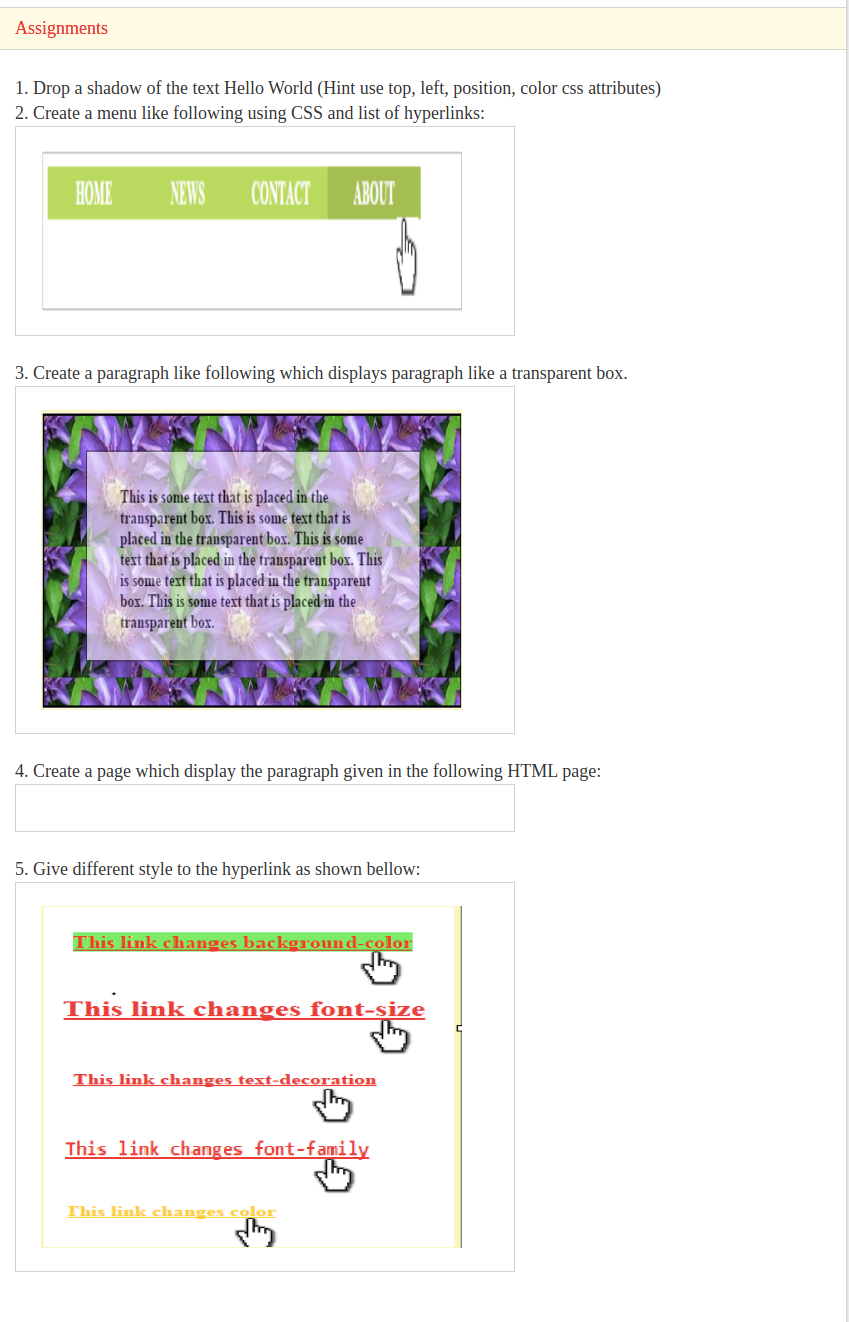 Assignments
1. Drop a shadow of the text Hello World (Hint use top, left, position, color css attributes)
2. Create a menu like following using CSS and list of hyperlinks:
HOME NEWS CONTACT ABOUT
3. Create a paragraph like following which displays paragraph like a transparent box.
This is some text that is placed in the
transparent box. This is some text that is
placed in the transparent box. This is some
text that is placed in the transparent box. This
is some text that is placed in the transparent
box. This is some text that is placed in the
transparent box.
4. Create a page which display the paragraph given in the following HTML page:
5. Give different style to the hyperlink as shown bellow:
This link changes background-color
This link changes font-size
This link changes text-decoration
This link changes font-family
This link changes color